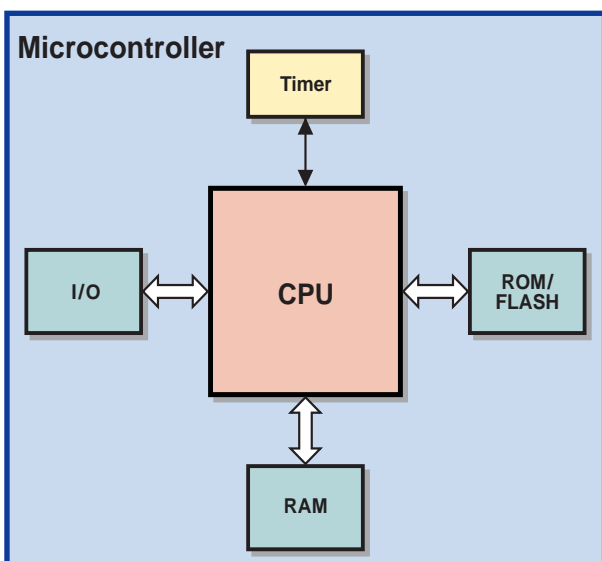 Microcontroller
Timer
I/O
CPU
ROM/
FLASH
RAM